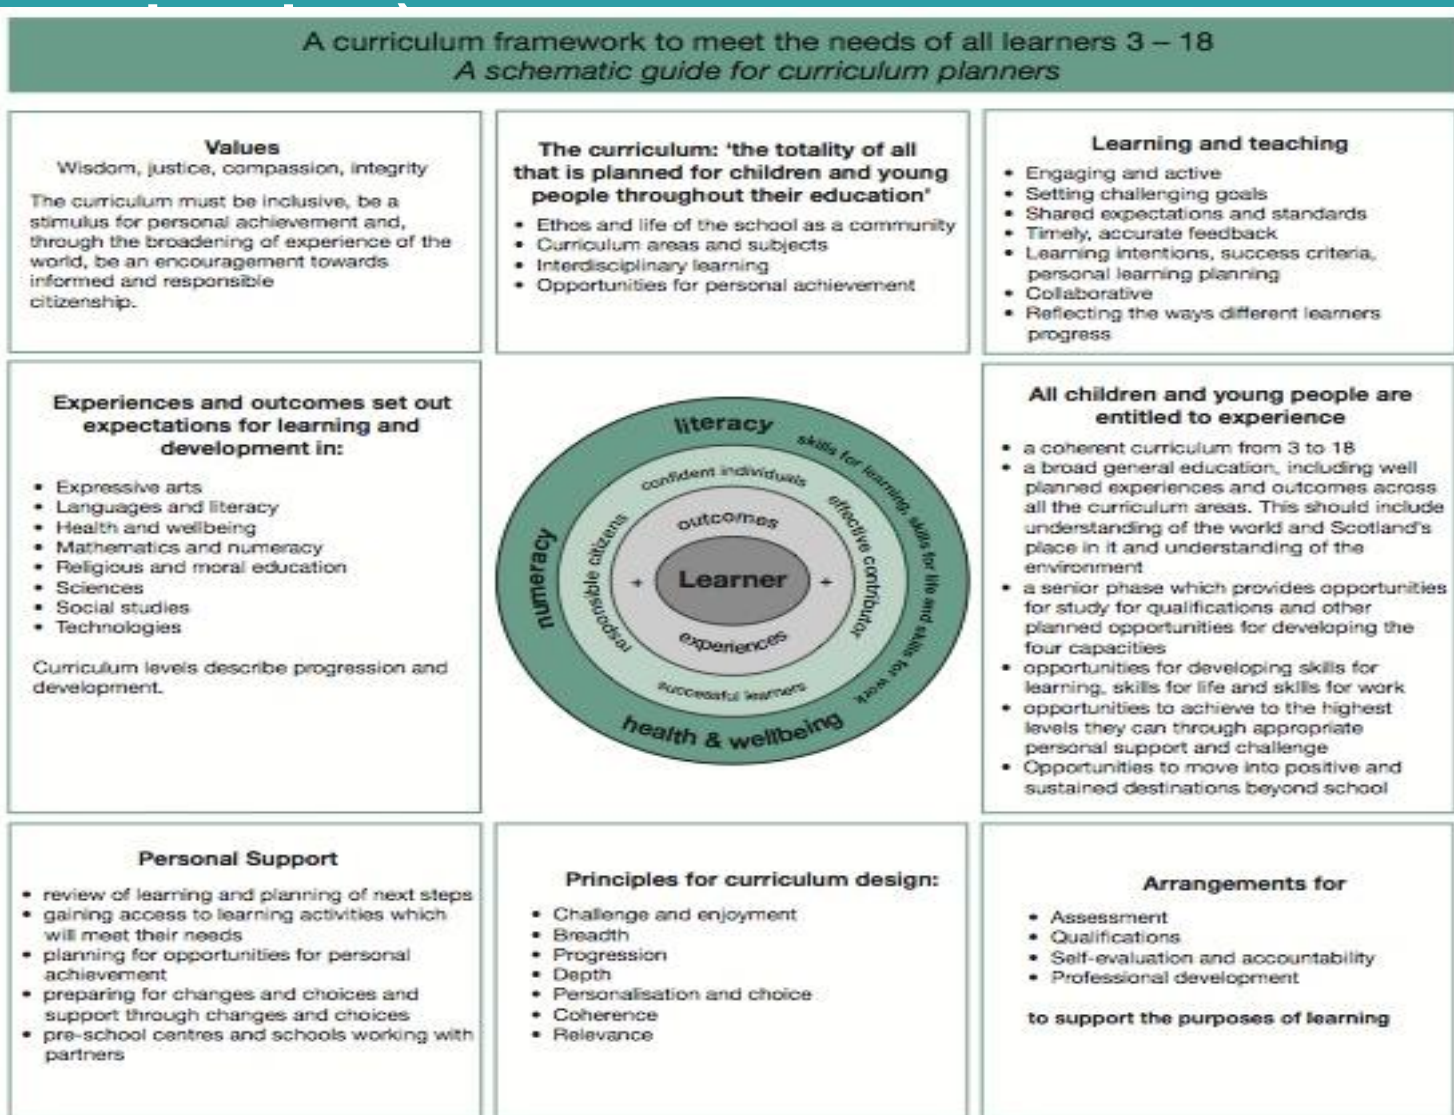 A curriculum framework to meet the needs of all learners 3 – 18
A schematic guide for curriculum planners
Values
Wisdom, justice, compassion, integrity
The curriculum must be inclusive, be a
stimulus for personal achievement and,
through the broadening of experience of the
world, be an encouragement towards
informed and responsible
citizenship.
The curriculum: 'the totality of all
that is planned for children and young
people throughout their education'
• Ethos and life of the school as a community
• Curriculum areas and subjects
• Interdisciplinary learning
• Opportunities for personal achievement
Learning and teaching
• Engaging and active
• Setting challenging goals
• Shared expectations and standards
• Timely, accurate feedback
• Learning intentions, success criteria,
personal learning planning
• Collaborative
• Reflecting the ways different learners
progress
Experiences and outcomes set out
expectations for learning and
development in:
• Expressive arts
• Languages and literacy
• Health and wellbeing
• Mathematics and numeracy
• Religious and moral education
• Sciences
• Social studies
• Technologies
Curriculum levels describe progression and
development.
literacy
skills for learning, skills for life and skills for work
numeracy
health & wellbeing
confident individuals
effective contributor
responsible citizens
successful learners
outcomes
+ Learner +
experiences
All children and young people are
entitled to experience
• a coherent curriculum from 3 to 18
• a broad general education, including well
planned experiences and outcomes across
all the curriculum areas. This should include
understanding of the world and Scotland's
place in it and understanding of the
environment
• a senior phase which provides opportunities
for study for qualifications and other
planned opportunities for developing the
four capacities
• opportunities for developing skills for
learning, skills for life and skills for work
• opportunities to achieve to the highest
levels they can through appropriate
personal support and challenge
• Opportunities to move into positive and
sustained destinations beyond school
Personal Support
• review of learning and planning of next steps
• gaining access to learning activities which
will meet their needs
• planning for opportunities for personal
achievement
• preparing for changes and choices and
support through changes and choices
• pre-school centres and schools working with
partners
Principles for curriculum design:
• Challenge and enjoyment
• Breadth
• Progression
• Depth
• Personalisation and choice
• Coherence
• Relevance
Arrangements for
• Assessment
• Qualifications
• Self-evaluation and accountability
• Professional development
to support the purposes of learning